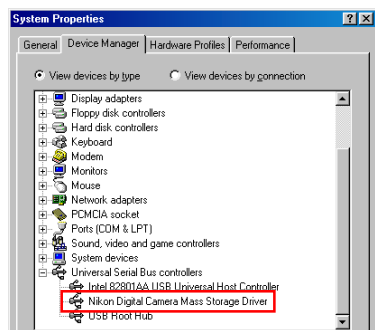 System Properties
General Device Manager Hardware Profiles Performance
View devices by type View devices by connection
Display adapters
Floppy disk controllers
Hard disk controllers
Keyboard
Modem
Monitors
Mouse
Network adapters
PCMCIA socket
Ports (COM & LPT)
Sound, video and game controllers
System devices
Universal Serial Bus controllers
Intel 82801AA USB Universal Host Controller
Nikon Digital Camera Mass Storage Driver
USB Root Hub